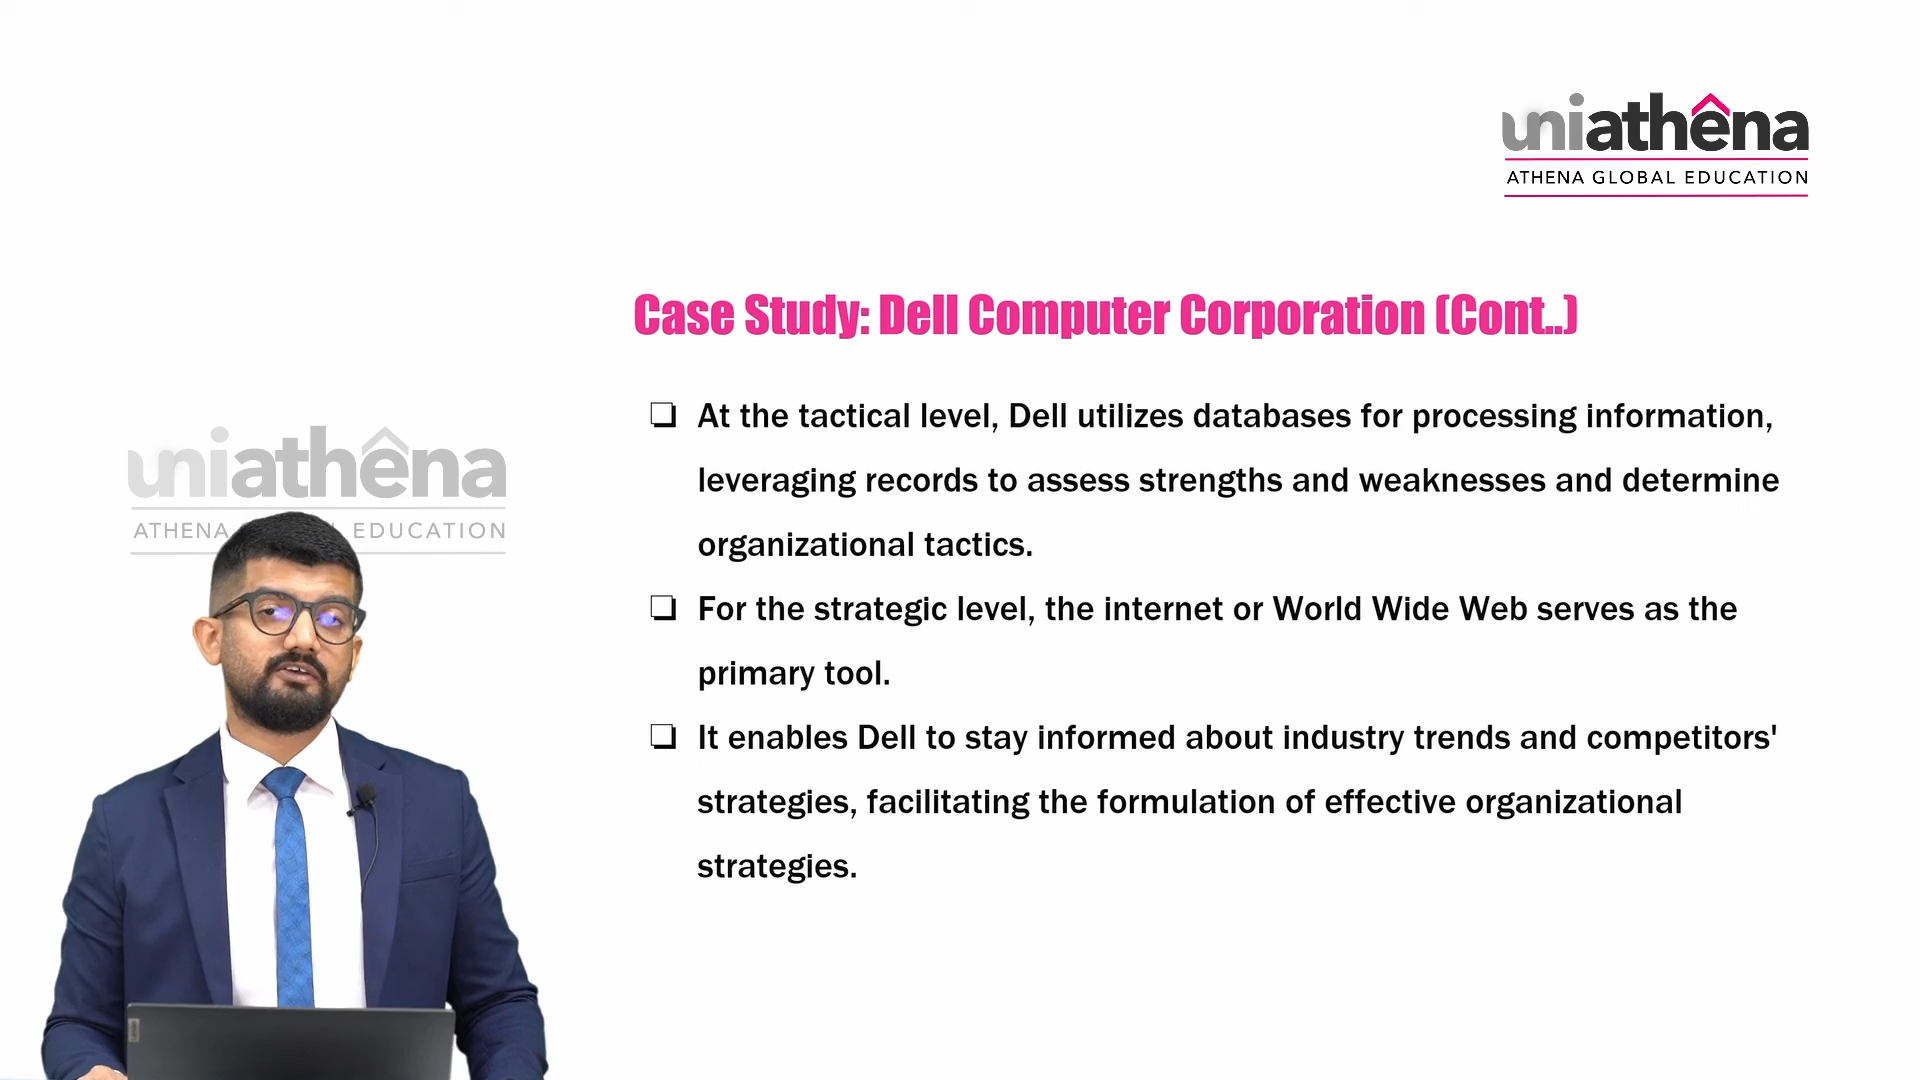 uniathena
ATHENA GLOBAL EDUCATION
Case Study: Dell Computer Corporation (Cont..)
❏ At the tactical level, Dell utilizes databases for processing information,
leveraging records to assess strengths and weaknesses and determine
organizational tactics.
❏ For the strategic level, the internet or World Wide Web serves as the
primary tool.
❏ It enables Dell to stay informed about industry trends and competitors'
strategies, facilitating the formulation of effective organizational
strategies.
uniathena
ATHENA EDUCATION